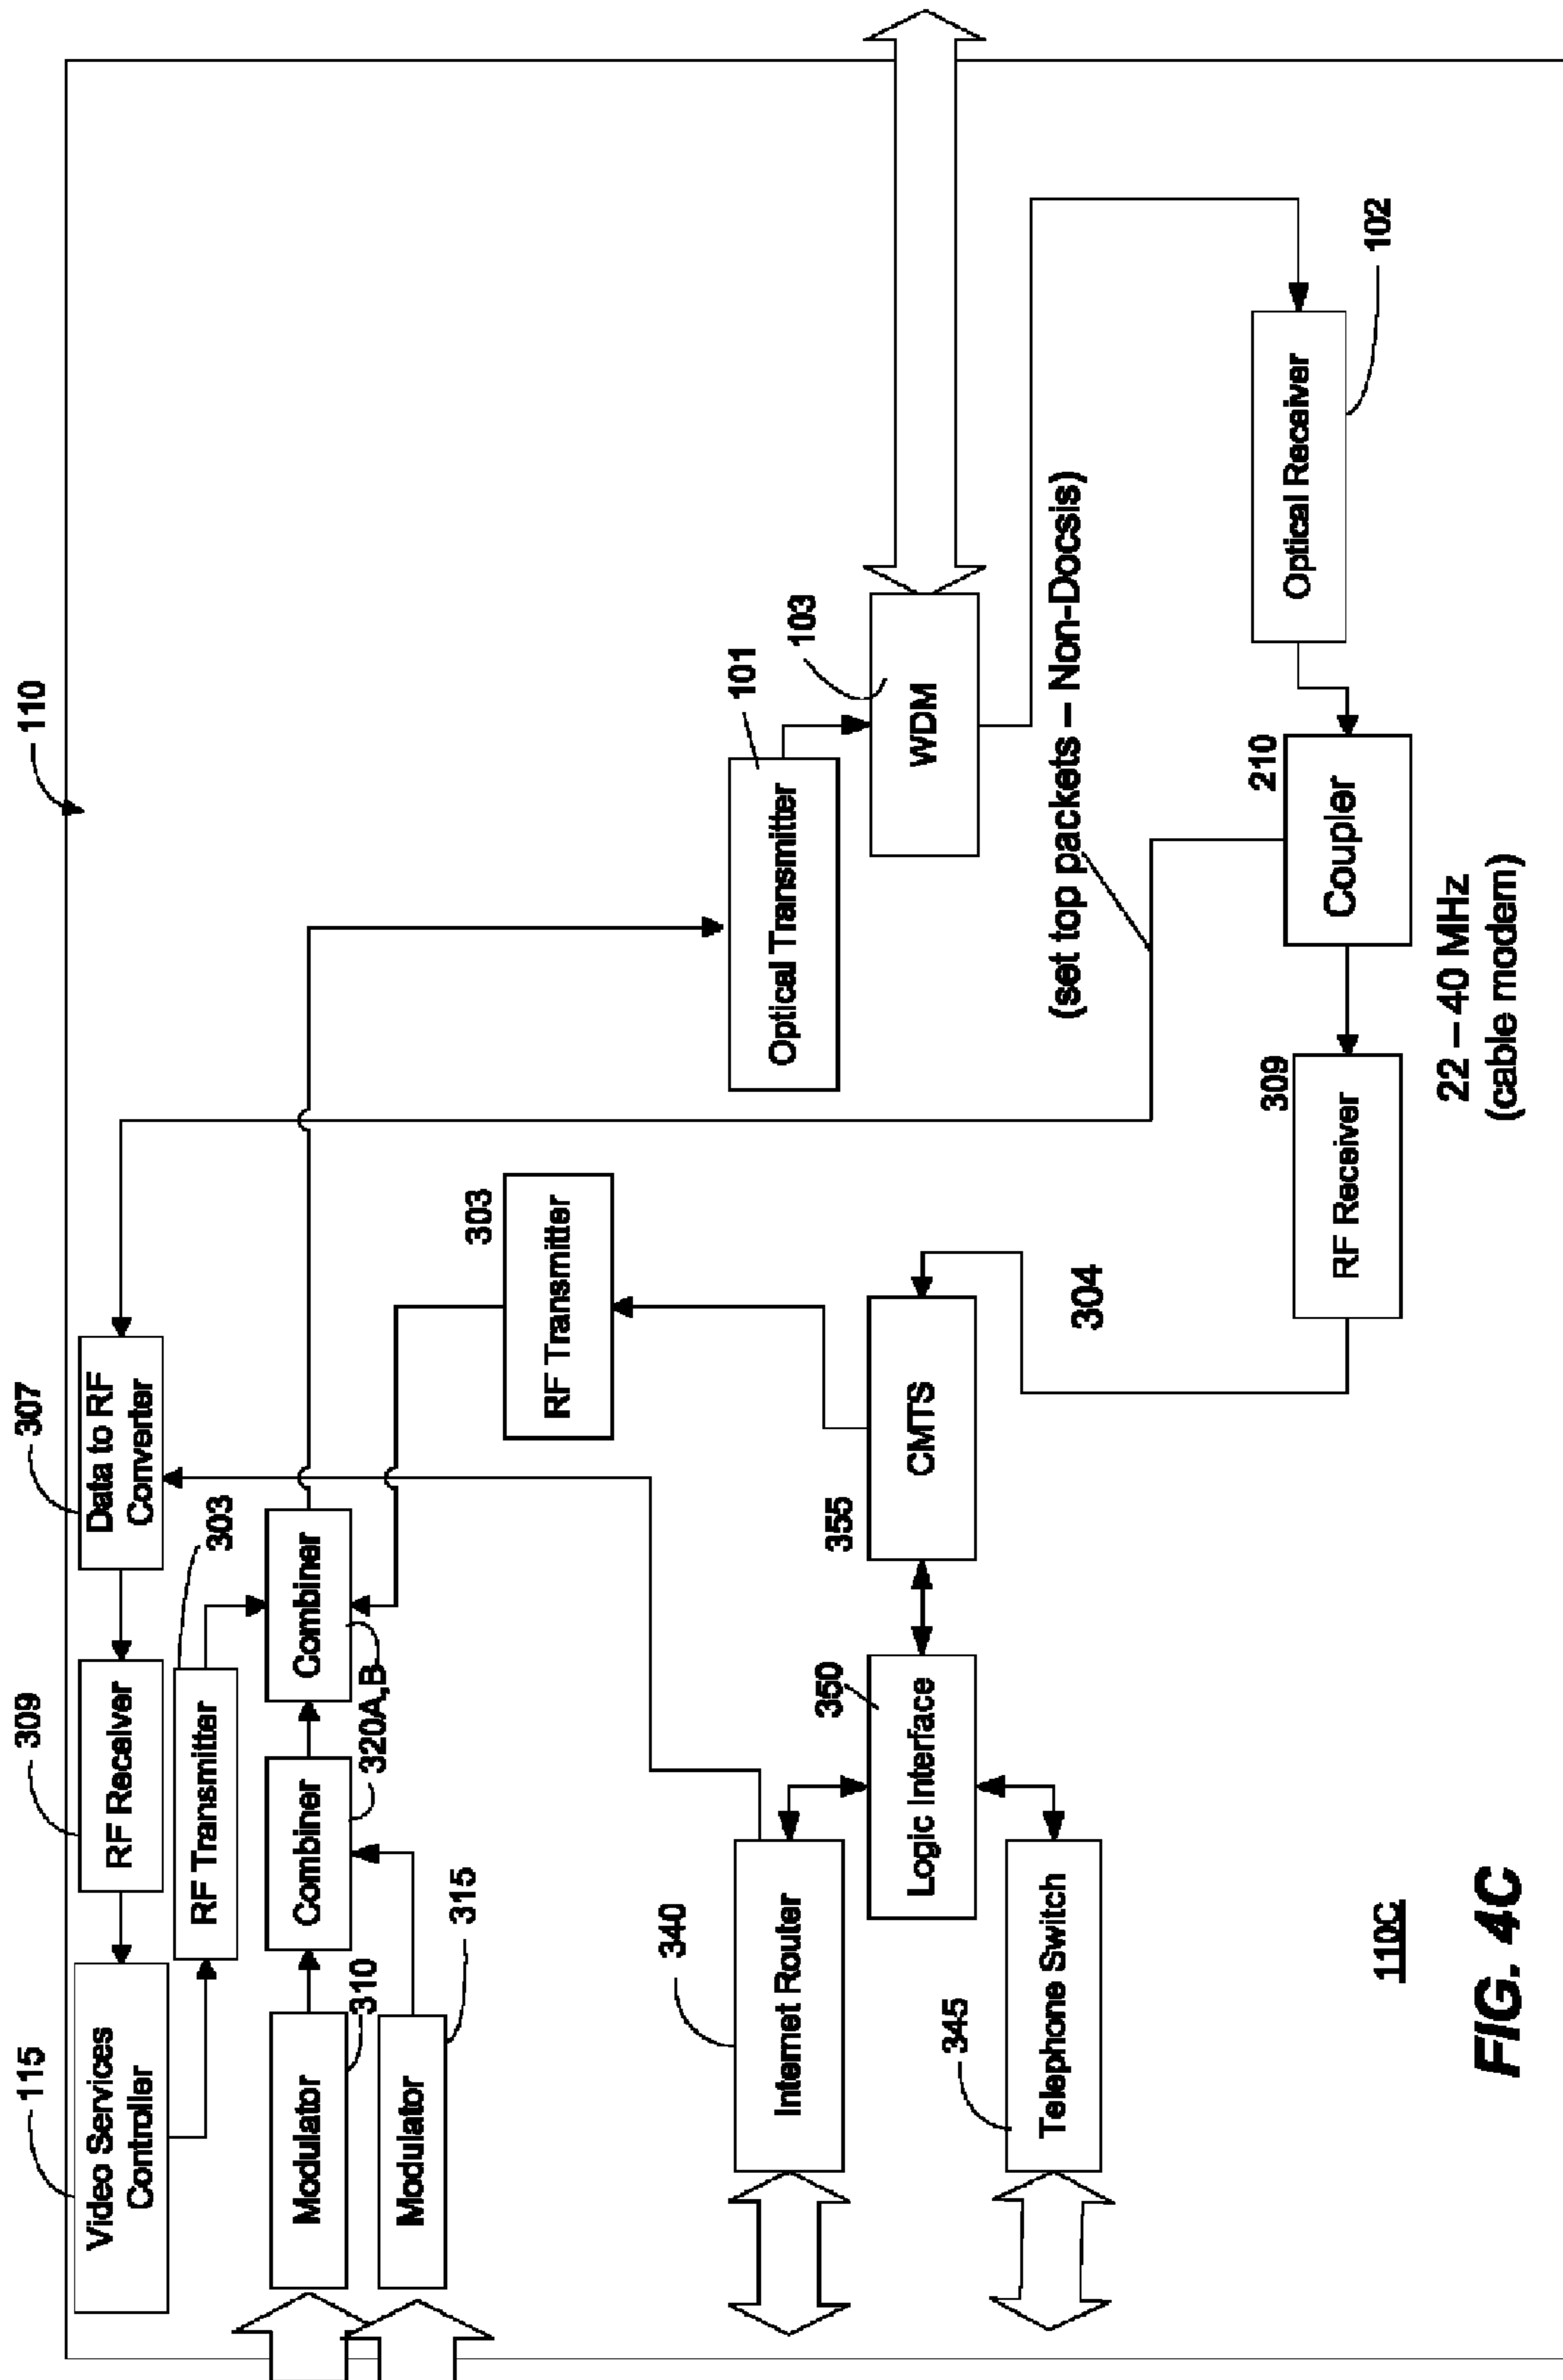 110
115
Video Services
Controller
309
RF Receiver
307
Data to RF
Converter
RF Transmitter
303
Modulator
310
Combiner
Combiner
320A,B
Modulator
315
303
RF Transmitter
101
Optical Transmitter
103
WDM
340
Internet Router
350
Logic Interface
355
CMTS
304
345
Telephone Switch
(set top packets – Non-Docsis)
102
Optical Receiver
210
Coupler
309
RF Receiver
22 – 40 MHz
(cable modem)
110C
FIG. 4C